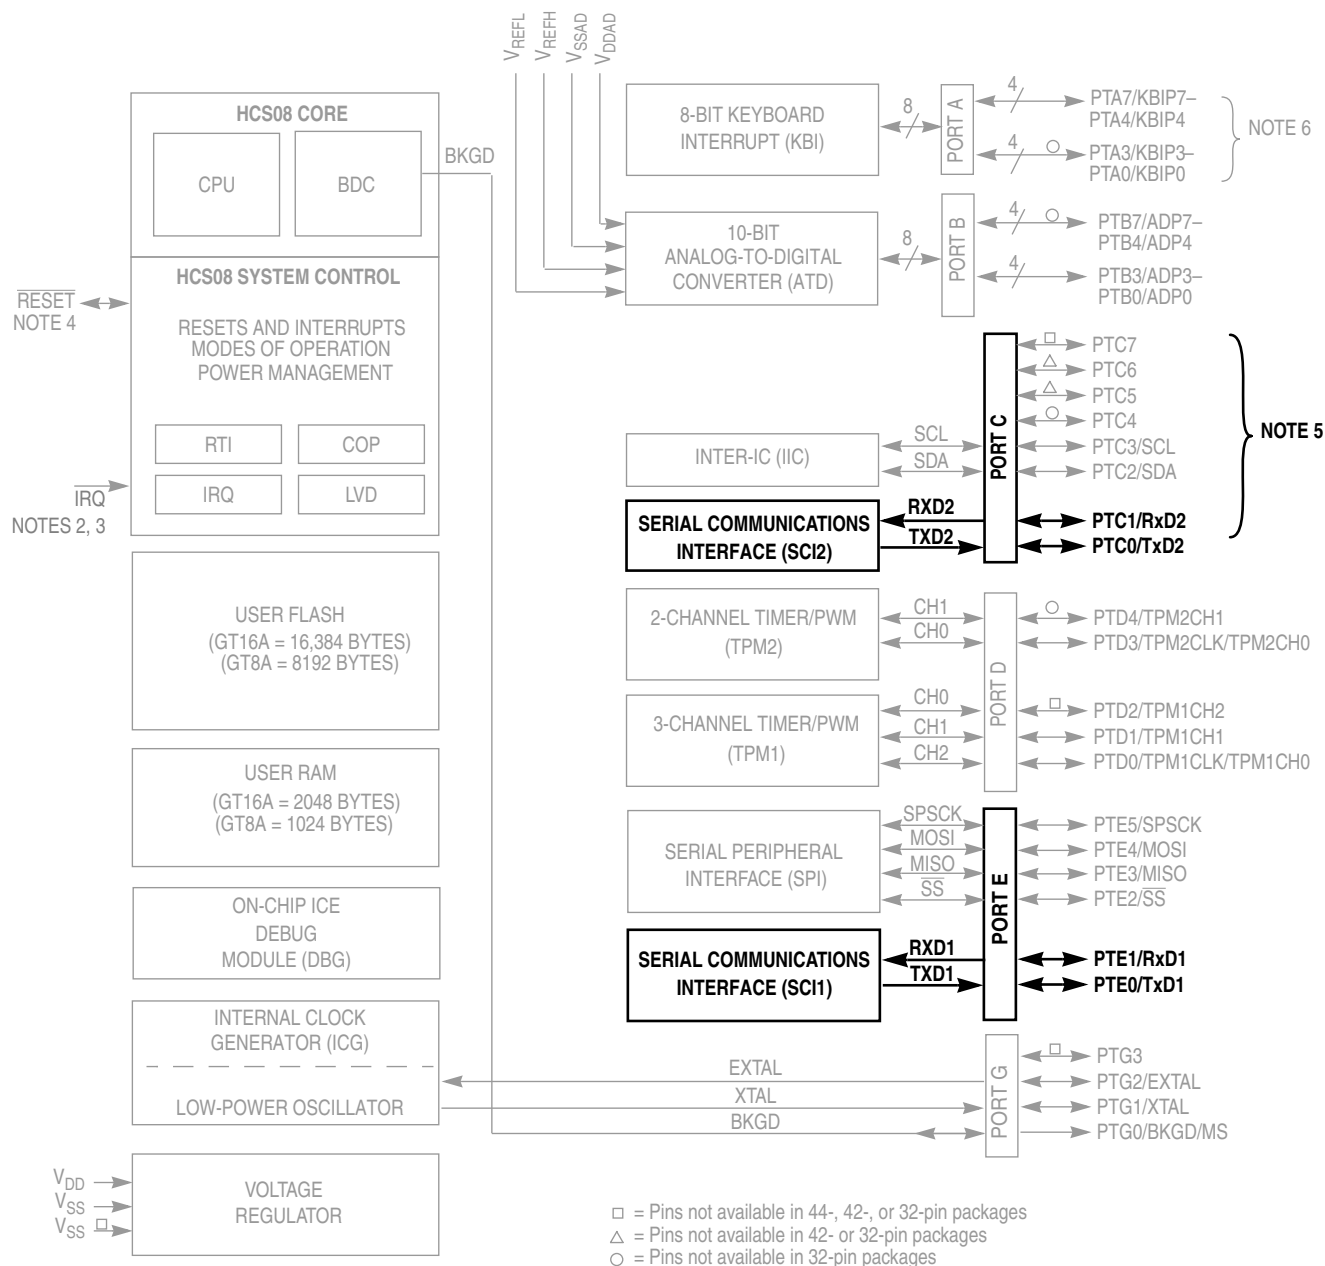 VREFL
VREFH
VSSAD
VDDAD
HCS08 CORE
CPU
BDC
BKGD
HCS08 SYSTEM CONTROL
RESET
NOTE 4
RESETS AND INTERRUPTS
MODES OF OPERATION
POWER MANAGEMENT
RTI
COP
IRQ
LVD
IRQ
NOTES 2, 3
USER FLASH
(GT16A = 16,384 BYTES)
(GT8A = 8192 BYTES)
USER RAM
(GT16A = 2048 BYTES)
(GT8A = 1024 BYTES)
ON-CHIP ICE
DEBUG
MODULE (DBG)
INTERNAL CLOCK
GENERATOR (ICG)
LOW-POWER OSCILLATOR
VDD
VSS
VSS
VOLTAGE
REGULATOR
8-BIT KEYBOARD
INTERRUPT (KBI)
8
PORT A
4
PTA7/KBIP7–
PTA4/KBIP4
4
PTA3/KBIP3–
PTA0/KBIP0
NOTE 6
10-BIT
ANALOG-TO-DIGITAL
CONVERTER (ATD)
8
PORT B
4
PTB7/ADP7–
PTB4/ADP4
4
PTB3/ADP3–
PTB0/ADP0
PORT C
PTC7
PTC6
PTC5
PTC4
PTC3/SCL
PTC2/SDA
PTC1/RxD2
PTC0/TxD2
NOTE 5
INTER-IC (IIC)
SCL
SDA
SERIAL COMMUNICATIONS
INTERFACE (SCI2)
RXD2
TXD2
2-CHANNEL TIMER/PWM
(TPM2)
CH1
CH0
PORT D
PTD4/TPM2CH1
PTD3/TPM2CLK/TPM2CH0
3-CHANNEL TIMER/PWM
(TPM1)
CH0
CH1
CH2
PTD2/TPM1CH2
PTD1/TPM1CH1
PTD0/TPM1CLK/TPM1CH0
SERIAL PERIPHERAL
INTERFACE (SPI)
SPSCK
MOSI
MISO
SS
PORT E
PTE5/SPSCK
PTE4/MOSI
PTE3/MISO
PTE2/SS
SERIAL COMMUNICATIONS
INTERFACE (SCI1)
RXD1
TXD1
PTE1/RxD1
PTE0/TxD1
EXTAL
XTAL
BKGD
PORT G
PTG3
PTG2/EXTAL
PTG1/XTAL
PTG0/BKGD/MS
□ = Pins not available in 44-, 42-, or 32-pin packages
△ = Pins not available in 42- or 32-pin packages
○ = Pins not available in 32-pin packages